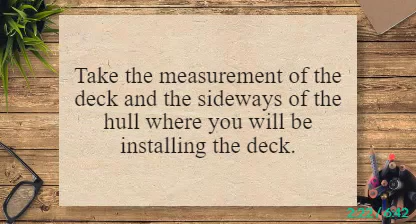 Take the measurement of the
deck and the sideways of the
hull where you will be
installing the deck.